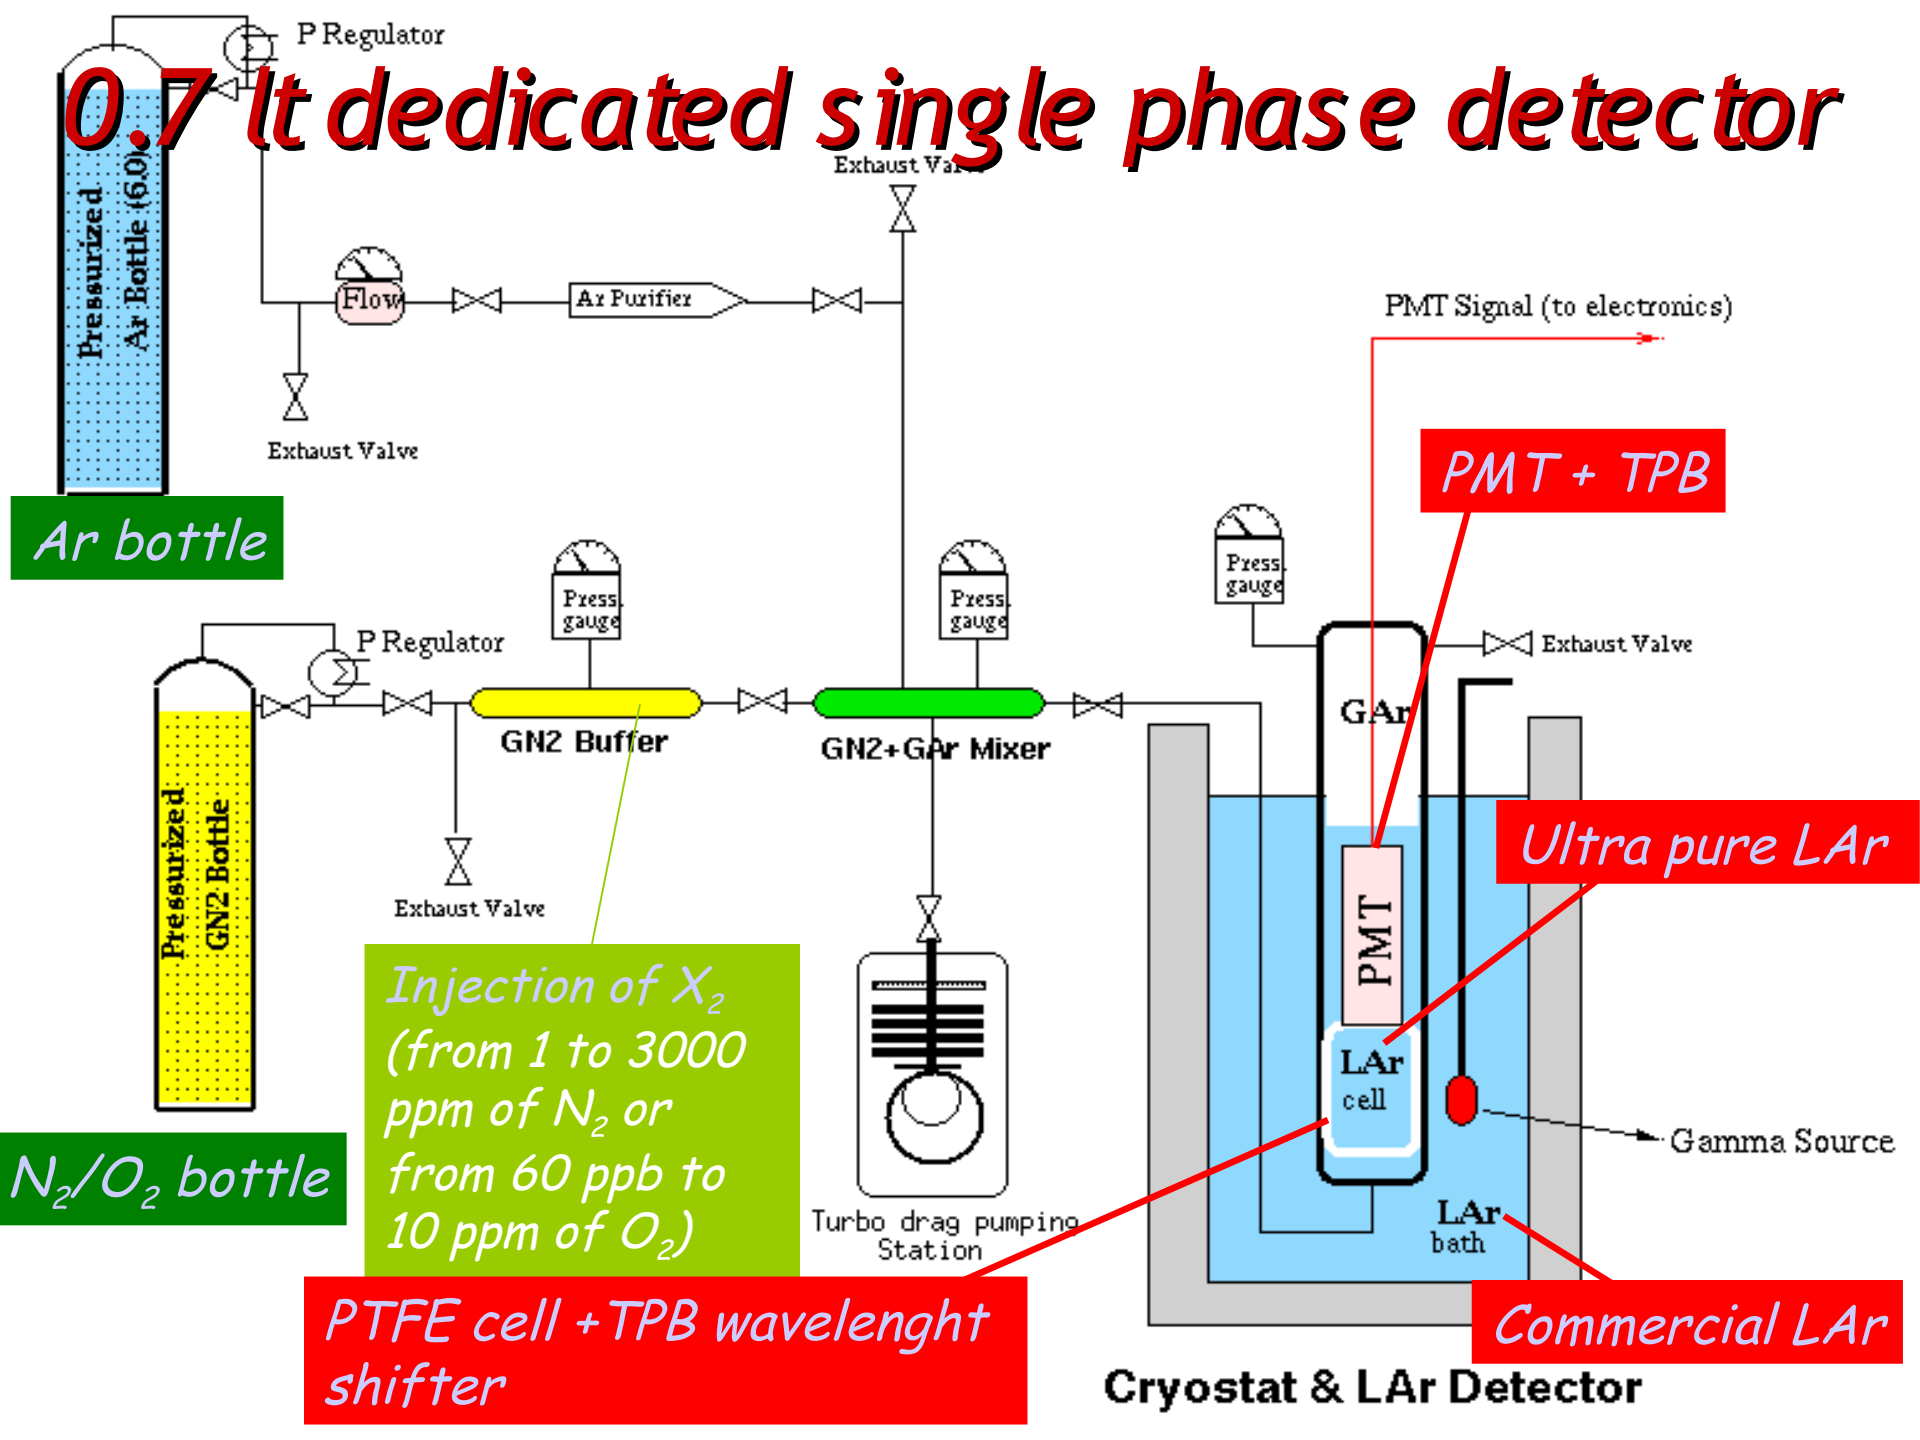 P Regulator
0.7 lt dedicated single phase detector
Exhaust Valve
Pressurized
Ar Bottle (6.0)
Flow
Ar Purifier
PMT Signal (to electronics)
Exhaust Valve
PMT + TPB
Ar bottle
Press.
gauge
Press.
gauge
Press.
gauge
P Regulator
Exhaust Valve
GAr
GN2 Buffer
GN2+GAr Mixer
Pressurized
GN2 Bottle
Ultra pure LAr
PMT
Exhaust Valve
Injection of X2
(from 1 to 3000
ppm of N2 or
from 60 ppb to
10 ppm of O2)
LAr
cell
Gamma Source
N2/O2 bottle
Turbo drag pumping
Station
LAr
bath
PTFE cell +TPB wavelenght
shifter
Commercial LAr
Cryostat & LAr Detector